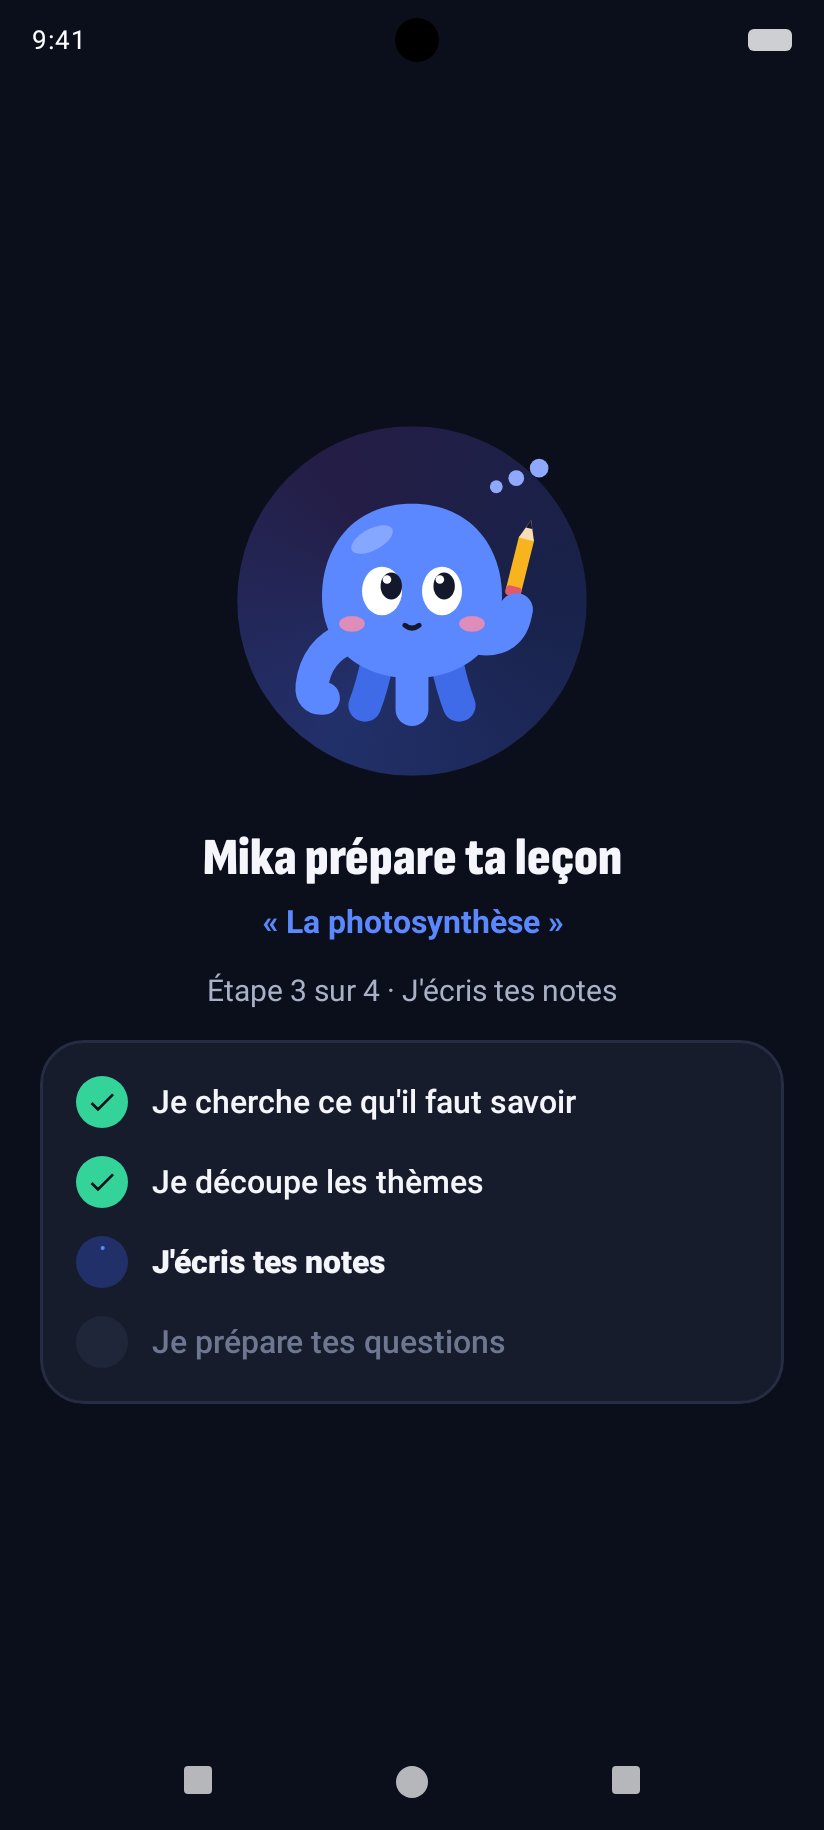 9:41
Mika prépare ta leçon
« La photosynthèse »
Étape 3 sur 4 · J'écris tes notes
Je cherche ce qu'il faut savoir
Je découpe les thèmes
J'écris tes notes
Je prépare tes questions